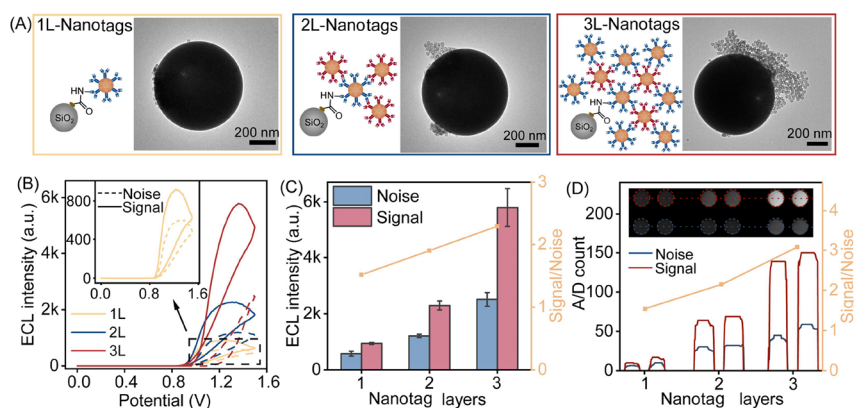 (A) 1L-Nanotags
HN
O
SiO₂
200 nm
2L-Nanotags
HN
O
SiO₂
200 nm
3L-Nanotags
HN
O
SiO₂
200 nm
(B)
ECL intensity (a.u.)
6k
4k
2k
0
800
400
0
0.0 0.8 1.6
Noise
Signal
1L
2L
3L
0.0 0.4 0.8 1.2 1.6
Potential (V)
(C)
ECL intensity (a.u.)
6k
4k
2k
0
Noise
Signal
3
2
1
0
Signal/Noise
1 2 3
Nanotag layers
(D)
A/D count
200
150
100
50
0
Noise
Signal
4
3
2
1
0
Signal/Noise
1 2 3
Nanotag layers